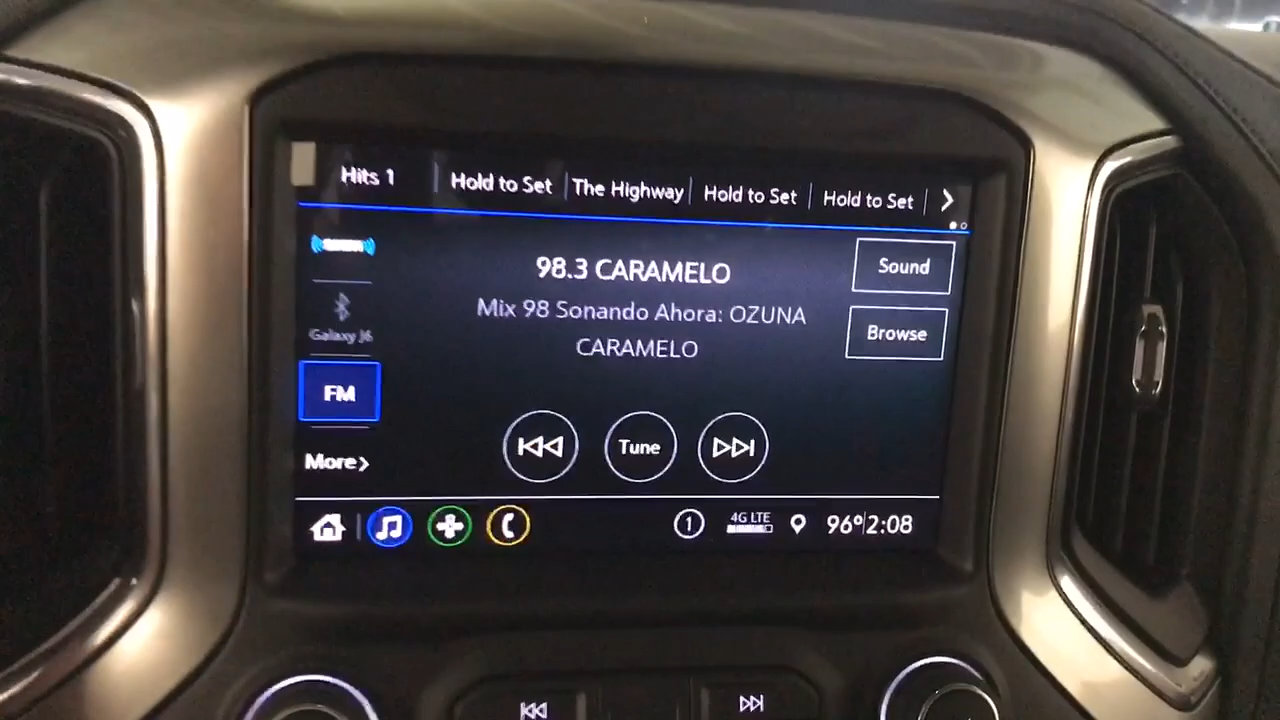 Hits 1
Hold to Set
The Highway
Hold to Set
Hold to Set
98.3 CARAMELO
Mix 98 Sonando Ahora: OZUNA
CARAMELO
Sound
Browse
Galaxy J6
FM
More
Tune
1
4G LTE
96° 2:08